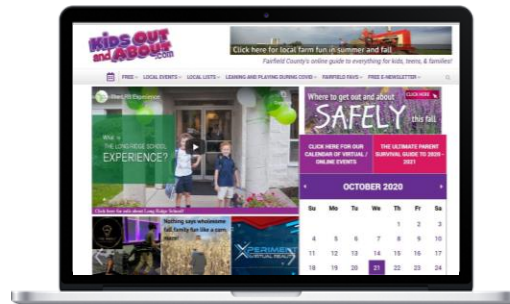 KiDS OUT
and ABOUT
.com
Click here for local farm fun in summer and fall
Fairfield County's online guide to everything for kids, teens, & families!
FREE LOCAL EVENTS LOCAL LISTS LEANING AND PLAYING DURING COVID FAIRFIELD FAVS FREE E-NEWSLETTER
Experience
What is
THE LONG RIDGE SCHOOL
EXPERIENCE?
Click here for info about Long Ridge School!
Where to get out and about
CLICK HERE
SAFELY this fall
CLICK HERE FOR OUR
CALENDAR OF VIRTUAL /
ONLINE EVENTS
THE ULTIMATE PARENT
SURVIVAL GUIDE TO 2020 -
2021
OCTOBER 2020
Su Mo Tu We Th Fr Sa
1 2 3
4 5 6 7 8 9 10
11 12 13 14 15 16 17
18 19 20 21 22 23 24
Nothing says wholesome
fall family fun like a corn
maze!
XPERIMENT
VIRTUAL REALITY